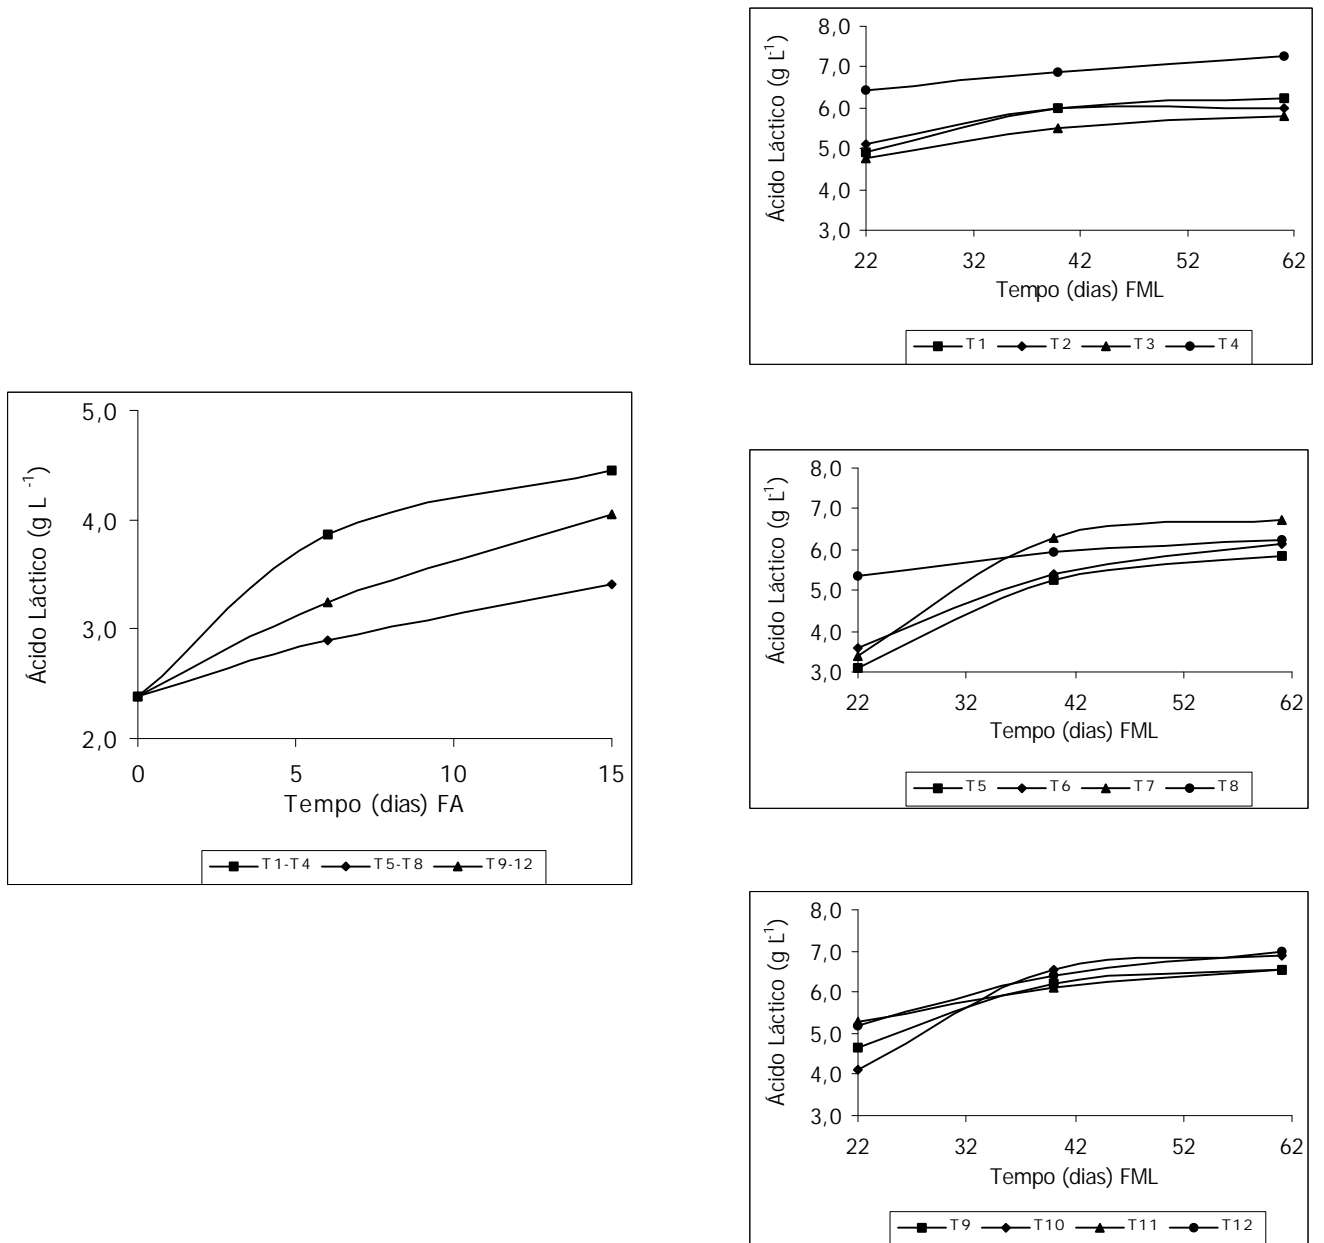 8,0
7,0
6,0
5,0
4,0
3,0
Ácido Láctico (g L-1)
22 32 42 52 62
Tempo (dias) FML
T1 T2 T3 T4
5,0
4,0
3,0
2,0
Ácido Láctico (g L -1)
0 5 10 15
Tempo (dias) FA
T1-T4 T5-T8 T9-12
8,0
7,0
6,0
5,0
4,0
3,0
Ácido Láctico (g L-1)
22 32 42 52 62
Tempo (dias) FML
T5 T6 T7 T8
8,0
7,0
6,0
5,0
4,0
3,0
Ácido Láctico (g L-1)
22 32 42 52 62
Tempo (dias) FML
T9 T10 T11 T12